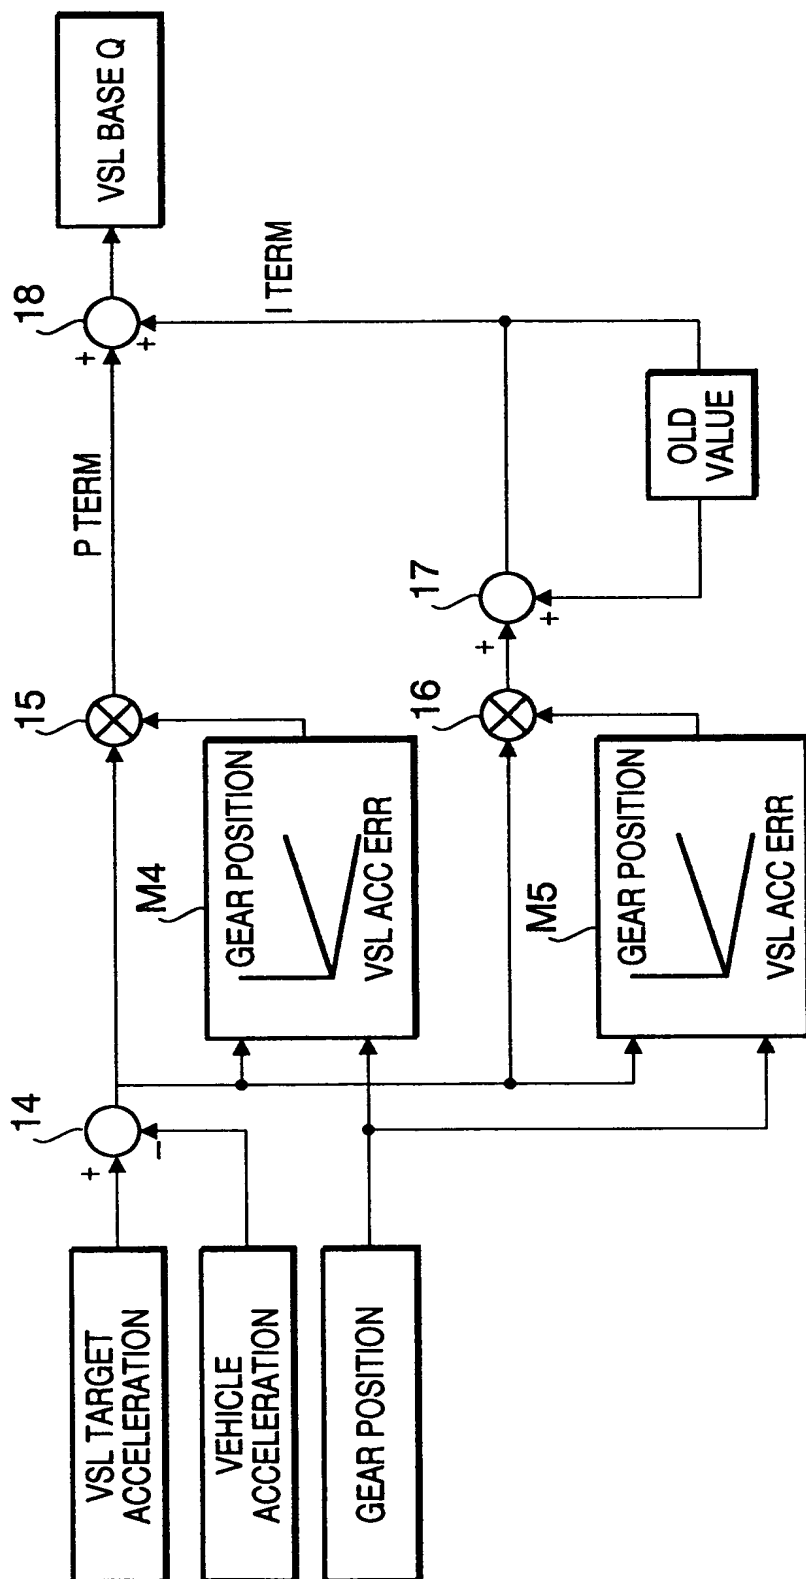 VSL TARGET
ACCELERATION
VEHICLE
ACCELERATION
GEAR POSITION
14
+
−
M4
GEAR POSITION
VSL ACC ERR
M5
GEAR POSITION
VSL ACC ERR
15
16
17
+
+
P TERM
OLD
VALUE
I TERM
18
+
+
VSL BASE Q